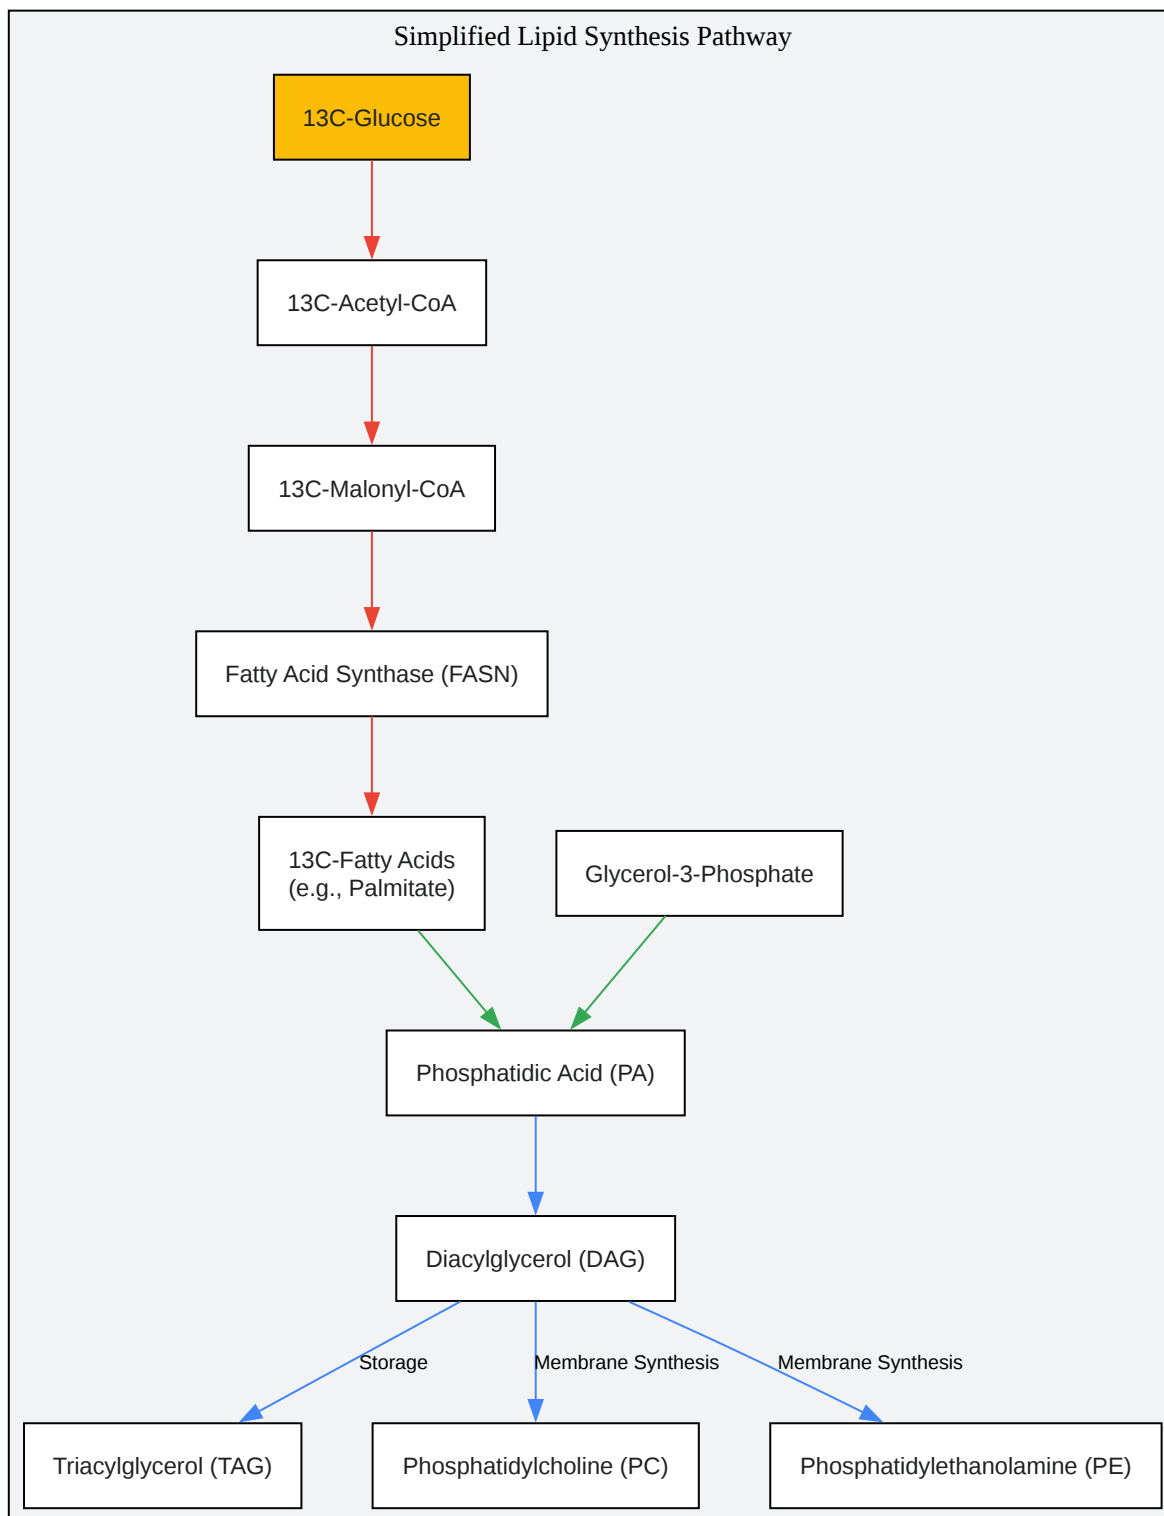 Simplified Lipid Synthesis Pathway
13C-Glucose
13C-Acetyl-CoA
13C-Malonyl-CoA
Fatty Acid Synthase (FASN)
13C-Fatty Acids
(e.g., Palmitate)
Glycerol-3-Phosphate
Phosphatidic Acid (PA)
Diacylglycerol (DAG)
Storage
Membrane Synthesis
Membrane Synthesis
Triacylglycerol (TAG)
Phosphatidylcholine (PC)
Phosphatidylethanolamine (PE)